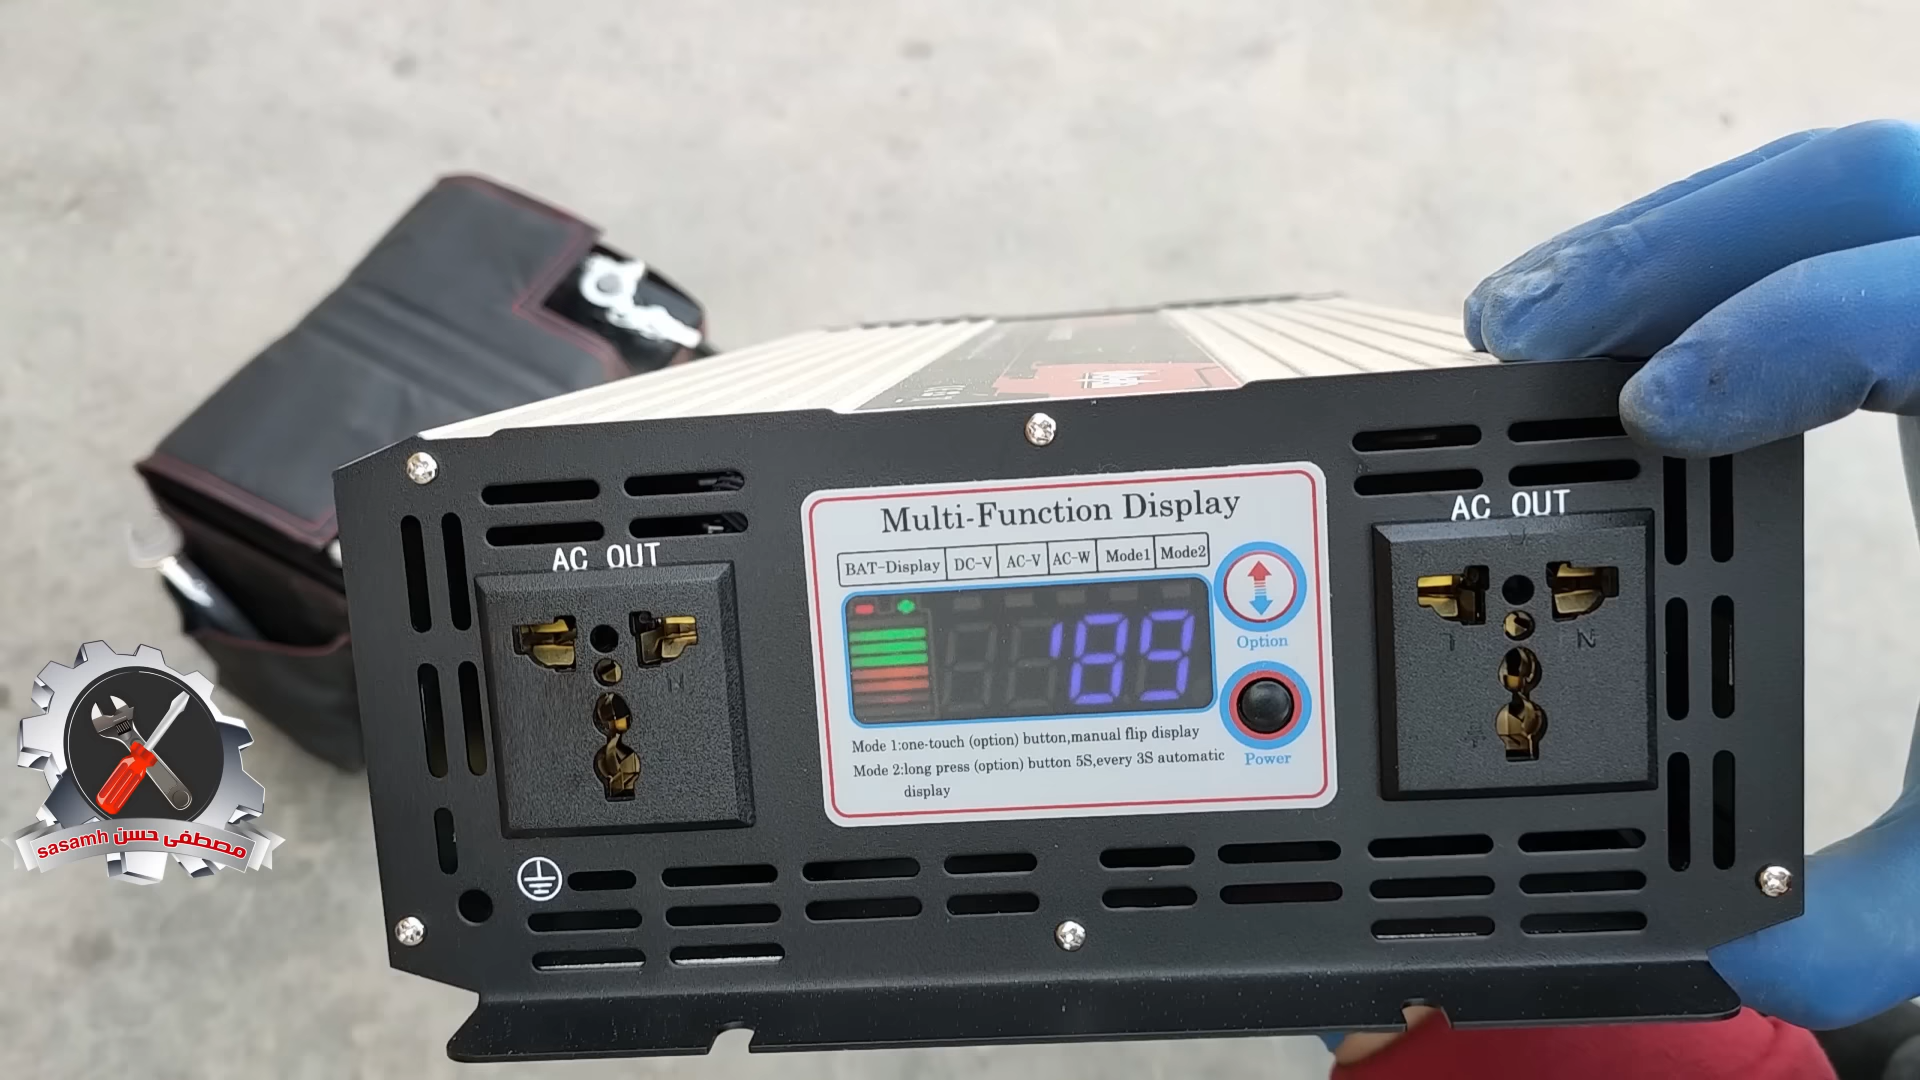 Multi-Function Display
BAT-Display DC-V AC-V AC-W Mode1 Mode2
Option
Mode 1:one-touch (option) button,manual flip display
Mode 2:long press (option) button 5S,every 3S automatic
display
Power
AC OUT
N
AC OUT
L N
sasamh مصطفى حسن